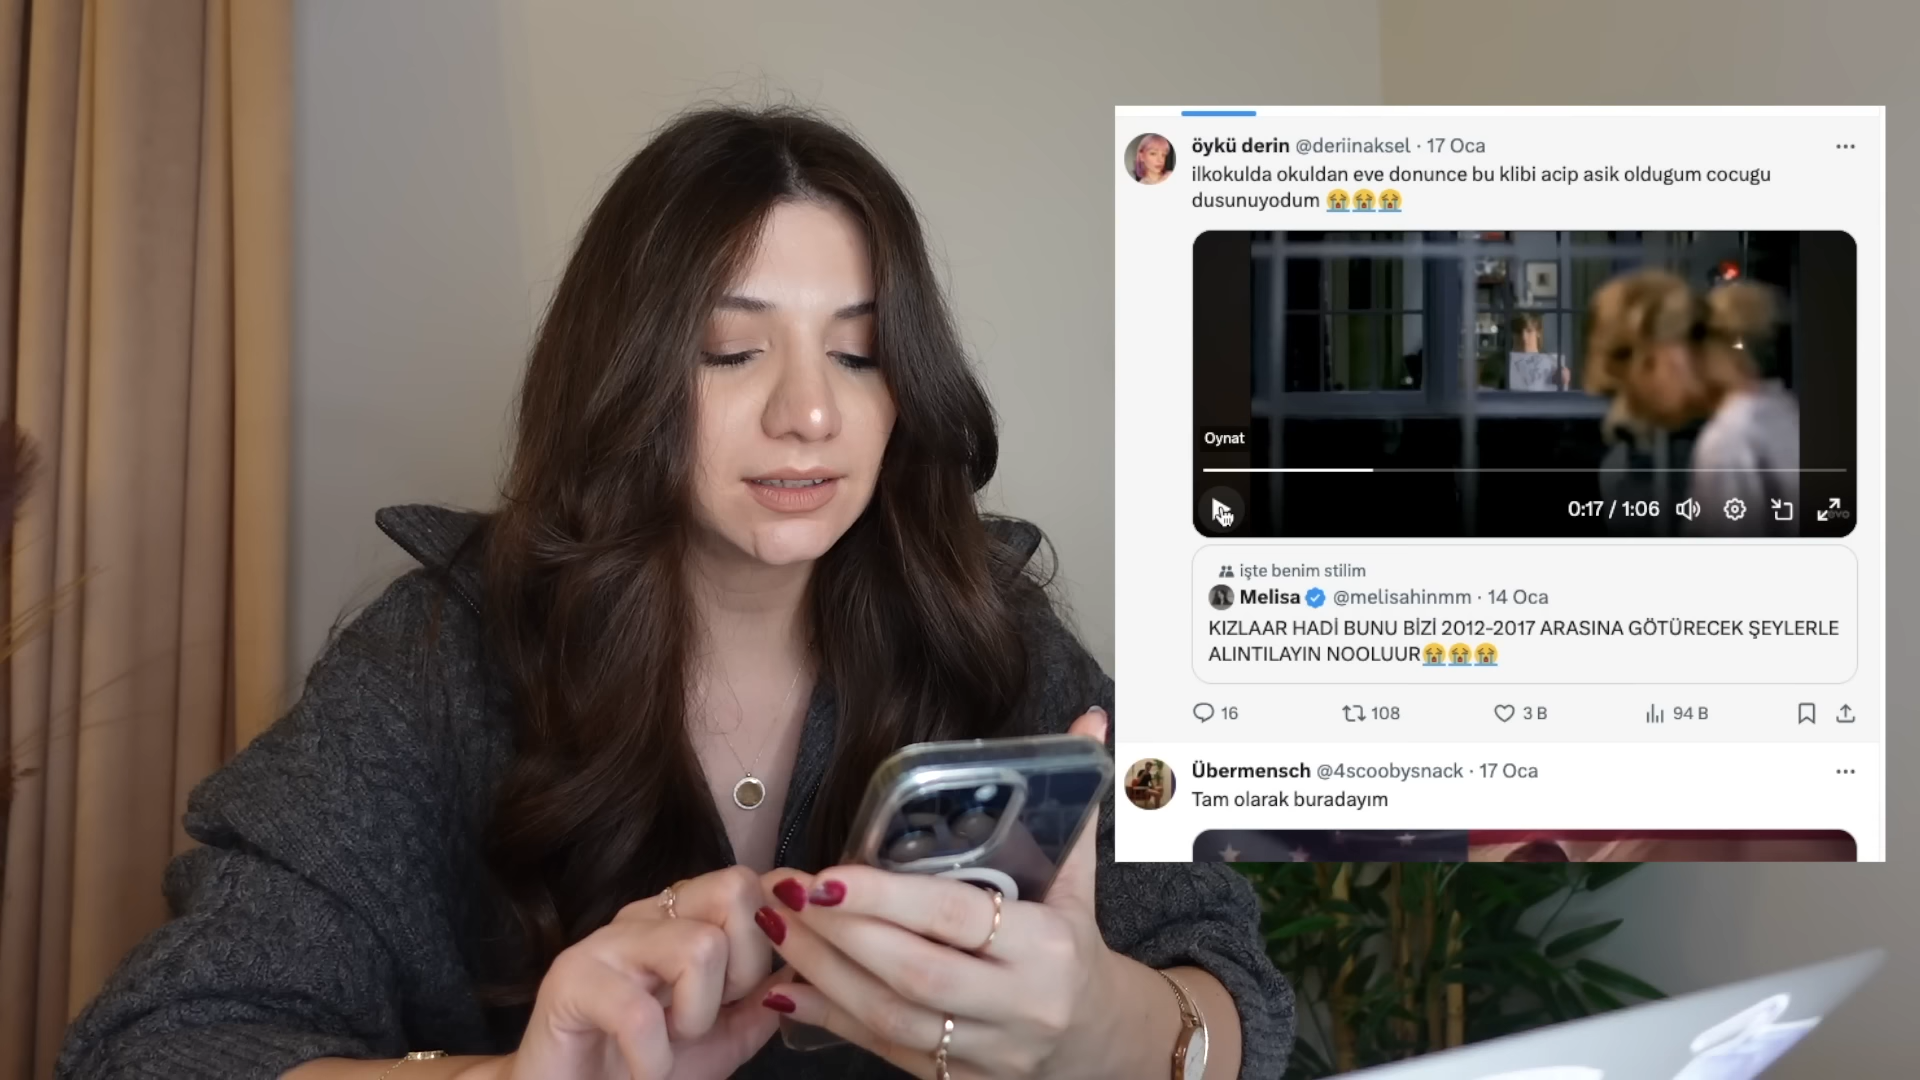 öykü derin @deriinaksel · 17 Oca
ilkokulda okuldan eve donunce bu klibi acip asik oldugum cocugu
dusunuyodum 😭😭😭
Oynat
0:17 / 1:06
işte benim stilim
Melisa @melisahinmm · 14 Oca
KIZLAAR HADİ BUNU BİZİ 2012-2017 ARASINA GÖTÜRECEK ŞEYLERLE
ALINTILAYIN NOOLUUR😭😭😭
16 108 3 B 94 B
Übermensch @4scoobysnack · 17 Oca
Tam olarak buradayım